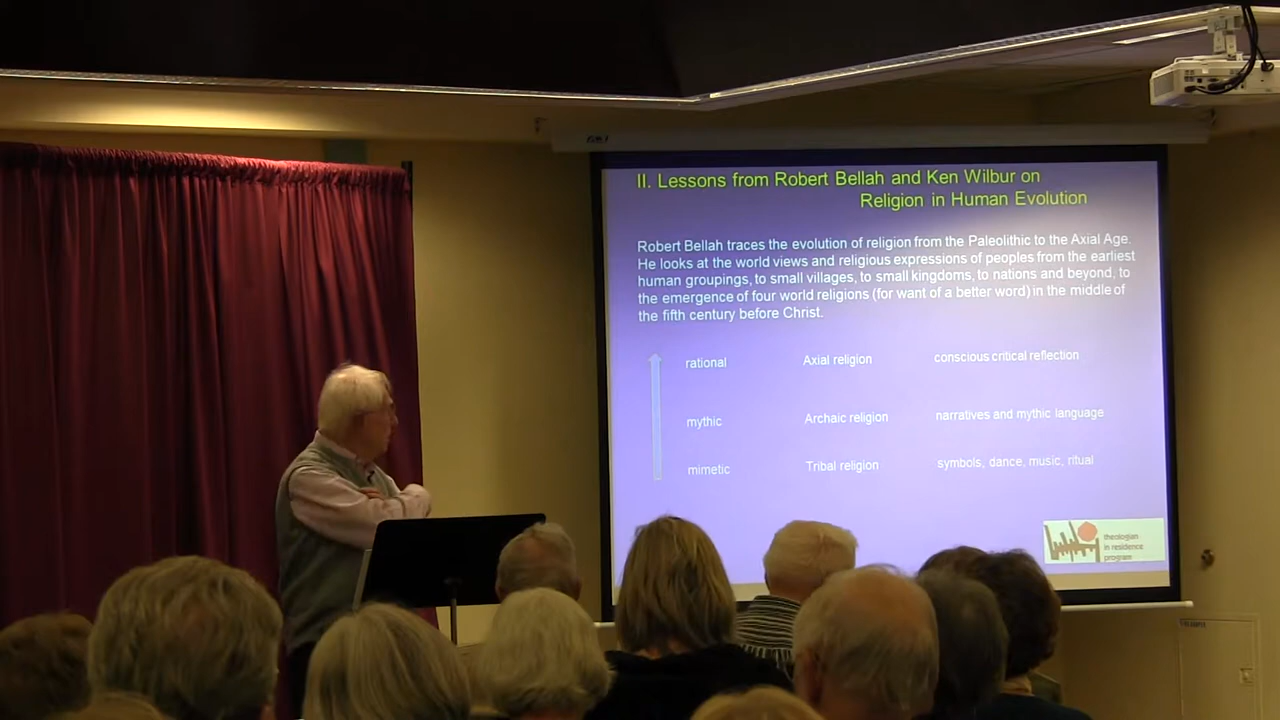 II. Lessons from Robert Bellah and Ken Wilbur on
Religion in Human Evolution
Robert Bellah traces the evolution of religion from the Paleolithic to the Axial Age.
He looks at the world views and religious expressions of peoples from the earliest
human groupings, to small villages, to small kingdoms, to nations and beyond, to
the emergence of four world religions (for want of a better word) in the middle of
the fifth century before Christ.
rational Axial religion conscious critical reflection
mythic Archaic religion narratives and mythic language
mimetic Tribal religion symbols, dance, music, ritual
theologian
in residence
program